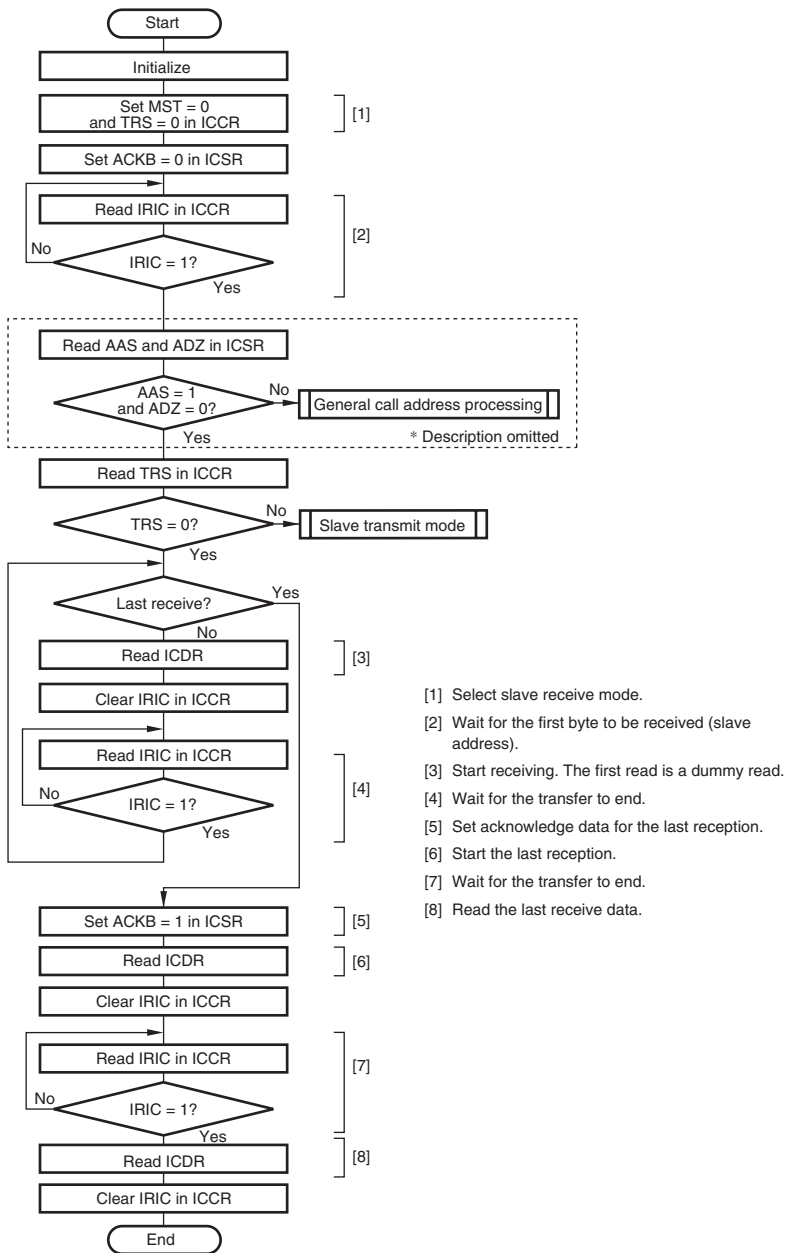 Start
Initialize
Set MST = 0
and TRS = 0 in ICCR
[1]
Set ACKB = 0 in ICSR
Read IRIC in ICCR
[2]
No
IRIC = 1?
Yes
Read AAS and ADZ in ICSR
AAS = 1
and ADZ = 0?
No
General call address processing
Yes
* Description omitted
Read TRS in ICCR
TRS = 0?
No
Slave transmit mode
Yes
Last receive?
Yes
No
Read ICDR
[3]
Clear IRIC in ICCR
Read IRIC in ICCR
[4]
No
IRIC = 1?
Yes
[1] Select slave receive mode.
[2] Wait for the first byte to be received (slave
address).
[3] Start receiving. The first read is a dummy read.
[4] Wait for the transfer to end.
[5] Set acknowledge data for the last reception.
[6] Start the last reception.
[7] Wait for the transfer to end.
[8] Read the last receive data.
Set ACKB = 1 in ICSR
[5]
Read ICDR
[6]
Clear IRIC in ICCR
Read IRIC in ICCR
[7]
No
IRIC = 1?
Yes
Read ICDR
[8]
Clear IRIC in ICCR
End